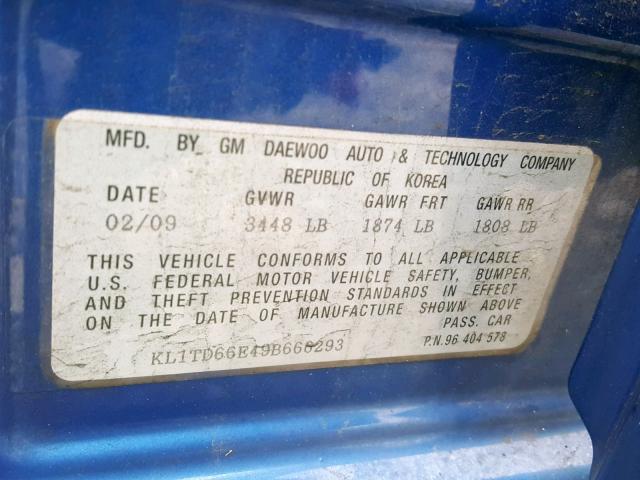 MFD. BY GM DAEWOO AUTO & TECHNOLOGY COMPANY
REPUBLIC OF KOREA
DATE GVWR GAWR FRT GAWR RR
02/09 3448 LB 1874 LB 1808 LB
THIS VEHICLE CONFORMS TO ALL APPLICABLE
U.S. FEDERAL MOTOR VEHICLE SAFETY, BUMPER,
AND THEFT PREVENTION STANDARDS IN EFFECT
ON THE DATE OF MANUFACTURE SHOWN ABOVE
PASS. CAR
KL1TD66E49B666293 P.N. 96 404 578